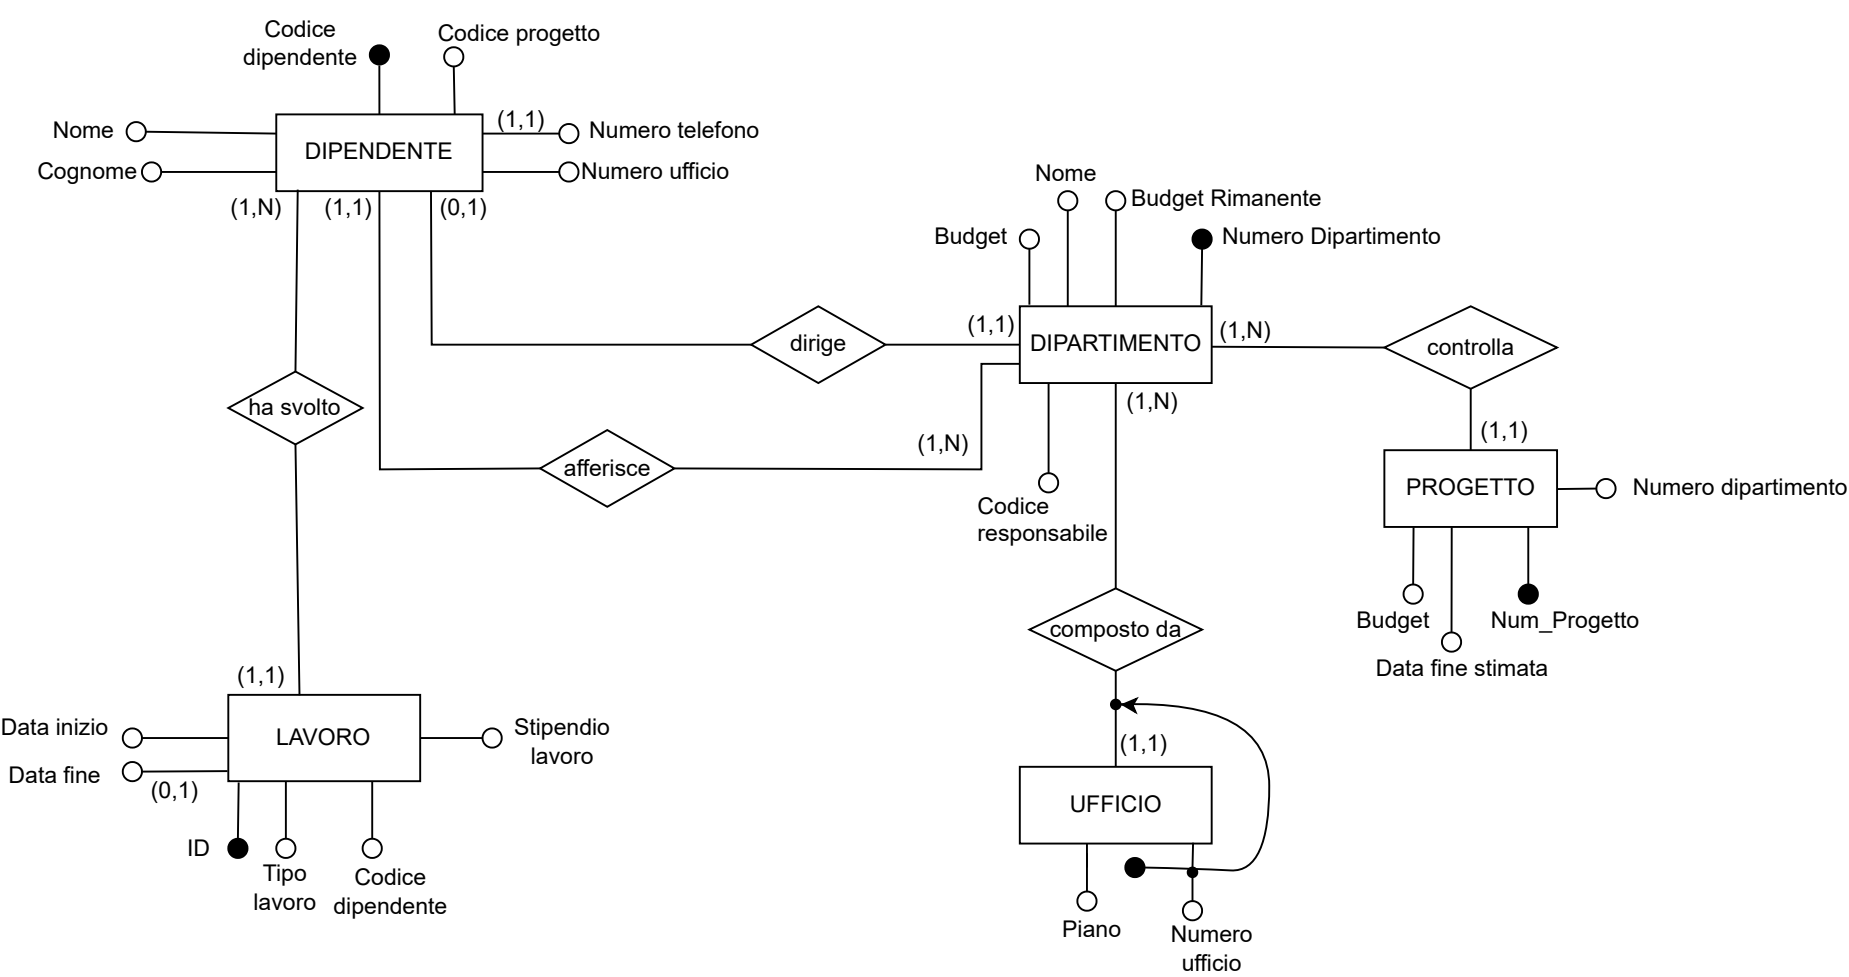 Codice
dipendente
Codice progetto
Nome
(1,1)
Numero telefono
DIPENDENTE
Cognome
Numero ufficio
(1,N)
(1,1)
(0,1)
Nome
Budget Rimanente
Budget
Numero Dipartimento
dirige
(1,1)
DIPARTIMENTO
(1,N)
controlla
ha svolto
(1,N)
(1,N)
(1,1)
afferisce
PROGETTO
Numero dipartimento
Codice
responsabile
Budget
Num_Progetto
composto da
Data fine stimata
(1,1)
Data inizio
LAVORO
Stipendio
lavoro
Data fine
(0,1)
(1,1)
UFFICIO
ID
Tipo
lavoro
Codice
dipendente
Piano
Numero
ufficio